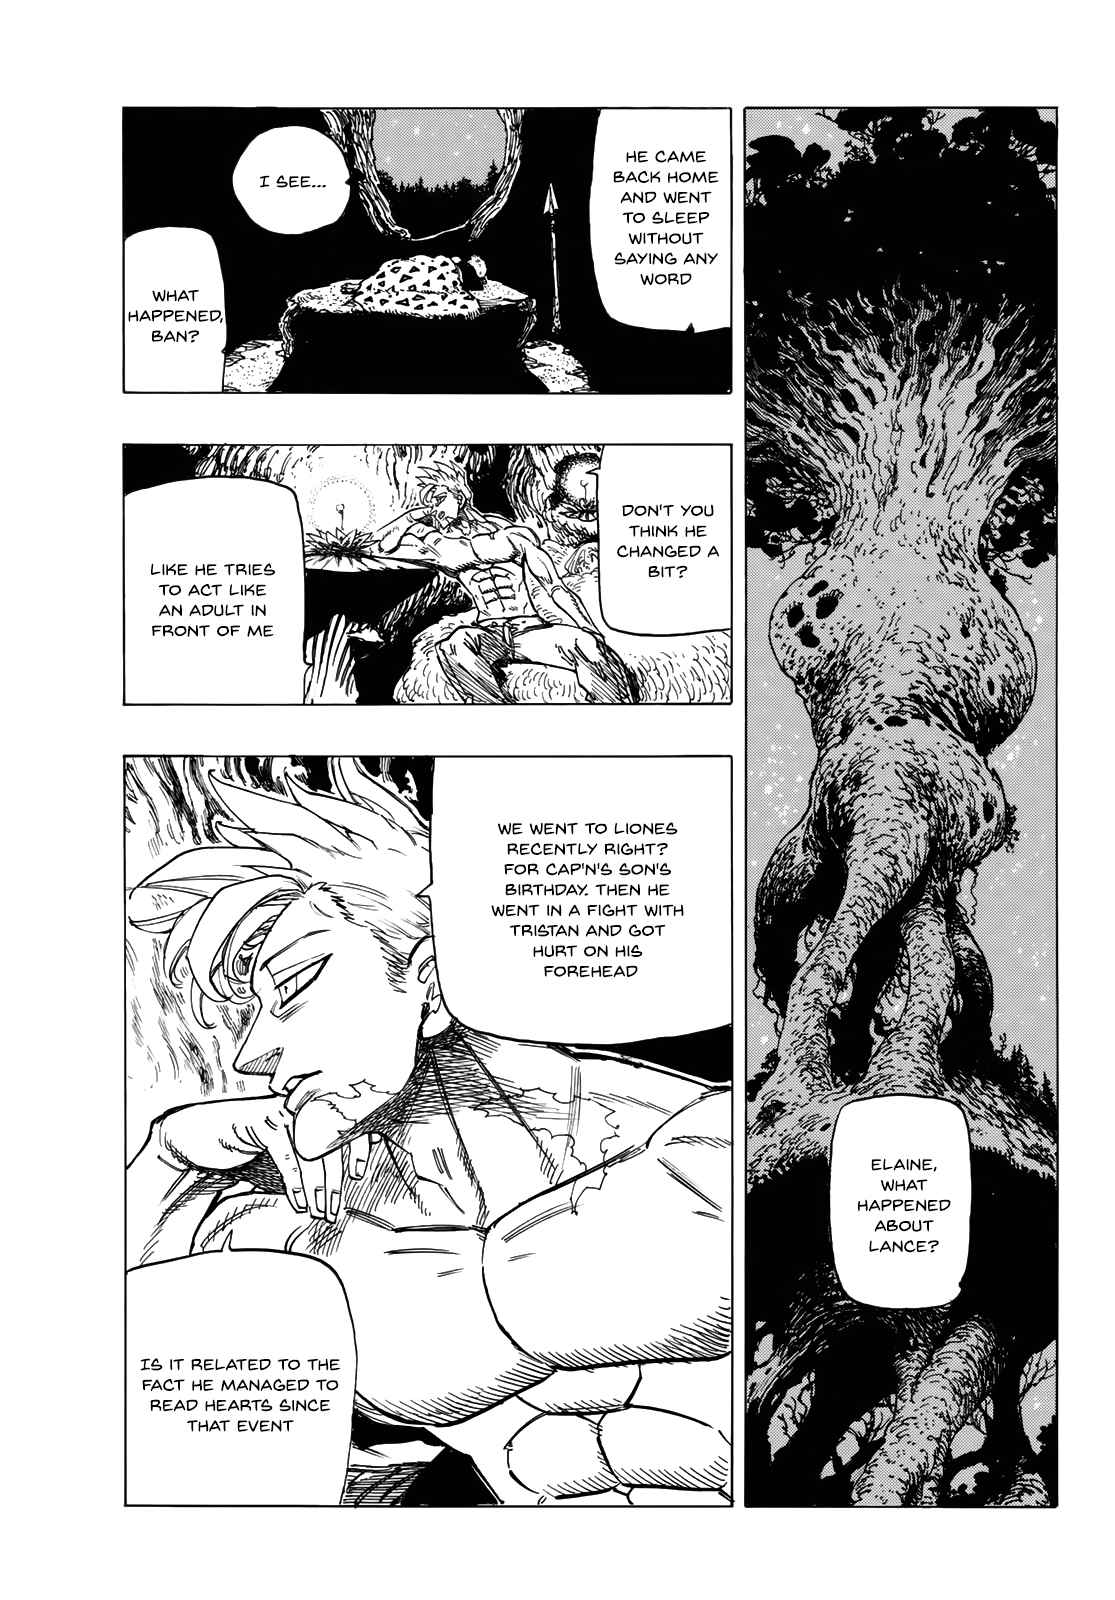 ELAINE,
WHAT
HAPPENED
ABOUT
LANCE?
HE CAME
BACK HOME
AND WENT
TO SLEEP
WITHOUT
SAYING ANY
WORD
I SEE...
WHAT
HAPPENED,
BAN?
DON'T YOU
THINK HE
CHANGED A
BIT?
LIKE HE TRIES
TO ACT LIKE
AN ADULT IN
FRONT OF ME
WE WENT TO LIONES
RECENTLY RIGHT?
FOR CAP'N'S SON'S
BIRTHDAY. THEN HE
WENT IN A FIGHT WITH
TRISTAN AND GOT
HURT ON HIS
FOREHEAD
IS IT RELATED TO THE
FACT HE MANAGED TO
READ HEARTS SINCE
THAT EVENT